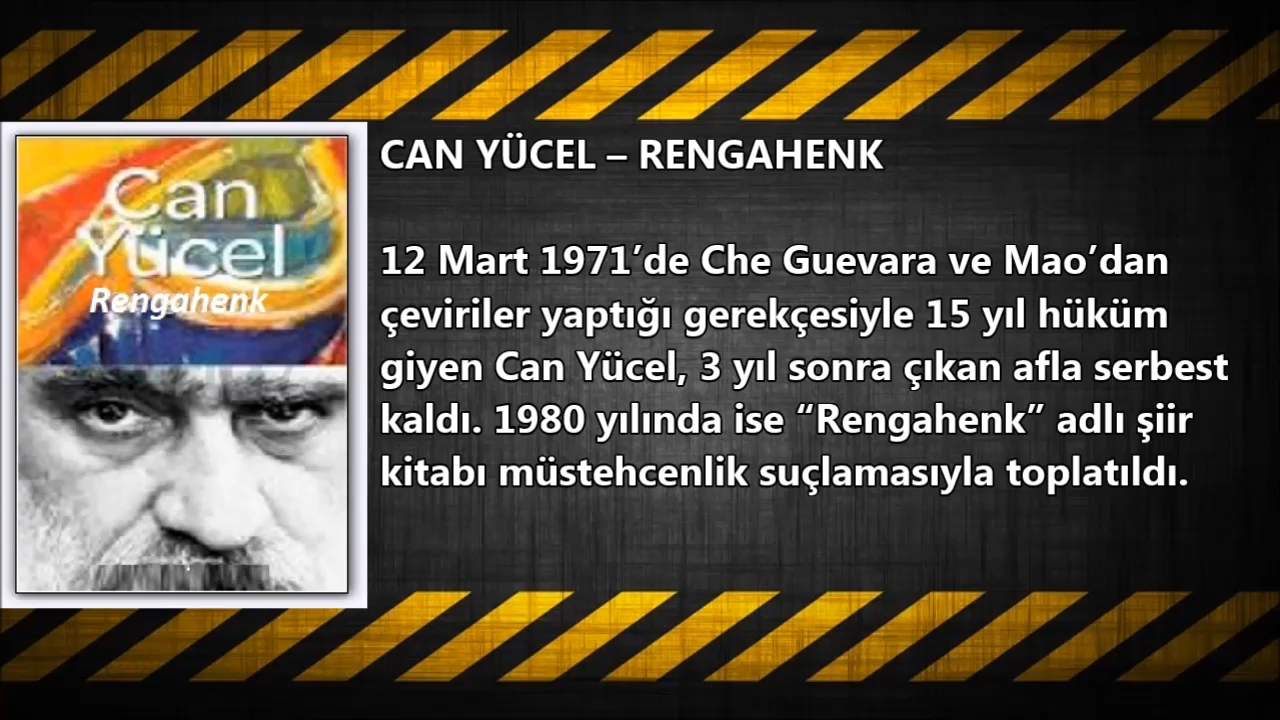 Can
Yücel
Rengahenk
CAN YÜCEL – RENGAHENK
12 Mart 1971’de Che Guevara ve Mao’dan
çeviriler yaptığı gerekçesiyle 15 yıl hüküm
giyen Can Yücel, 3 yıl sonra çıkan afla serbest
kaldı. 1980 yılında ise “Rengahenk” adlı şiir
kitabı müstehcenlik suçlamasıyla toplatıldı.